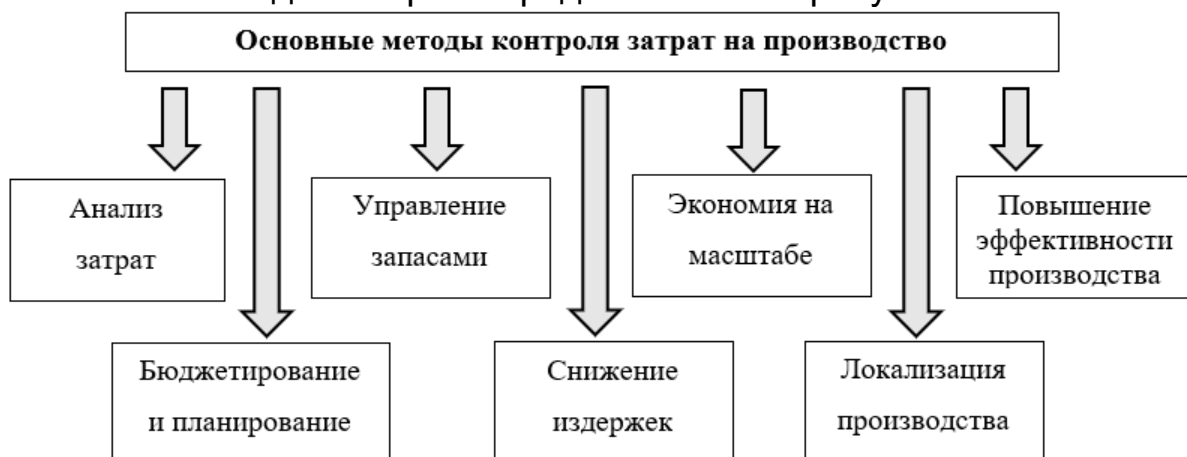 Основные методы контроля затрат на производство
Анализ
затрат
Управление
запасами
Экономия на
масштабе
Повышение
эффективности
производства
Бюджетирование
и планирование
Снижение
издержек
Локализация
производства